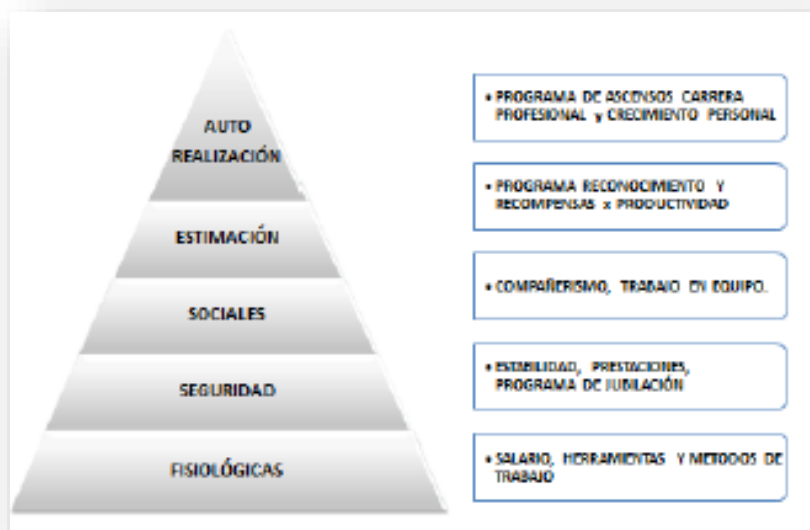 AUTO
REALIZACIÓN
ESTIMACIÓN
SOCIALES
SEGURIDAD
FISIOLÓGICAS
• PROGRAMA DE ASCENSOS CARRERA
PROFESIONAL y CRECIMIENTO PERSONAL
• PROGRAMA RECONOCIMIENTO Y
RECOMPENSAS x PRODUCTIVIDAD
• COMPAÑERISMO, TRABAJO EN EQUIPO.
• ESTABILIDAD, PRESTACIONES,
PROGRAMA DE JUBILACIÓN
• SALARIO, HERRAMIENTAS Y METODOS DE
TRABAJO